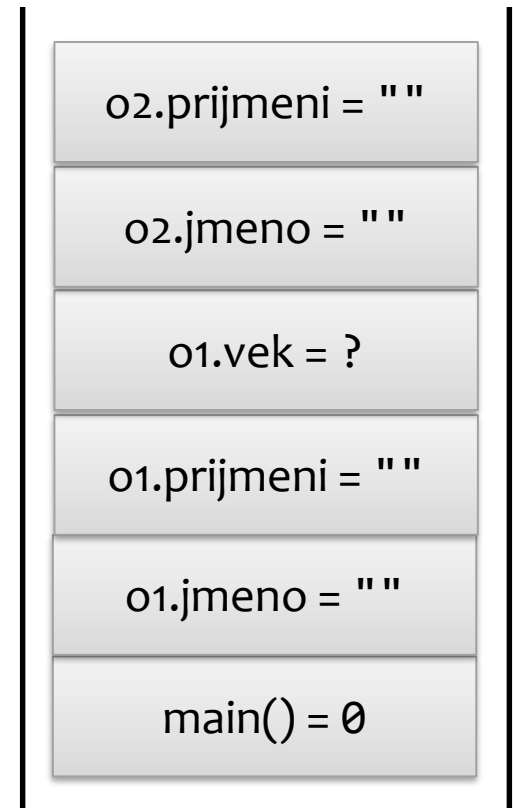 o2.prijmeni = ""
o2.jmeno = ""
o1.vek = ?
o1.prijmeni = ""
o1.jmeno = ""
main() = 0